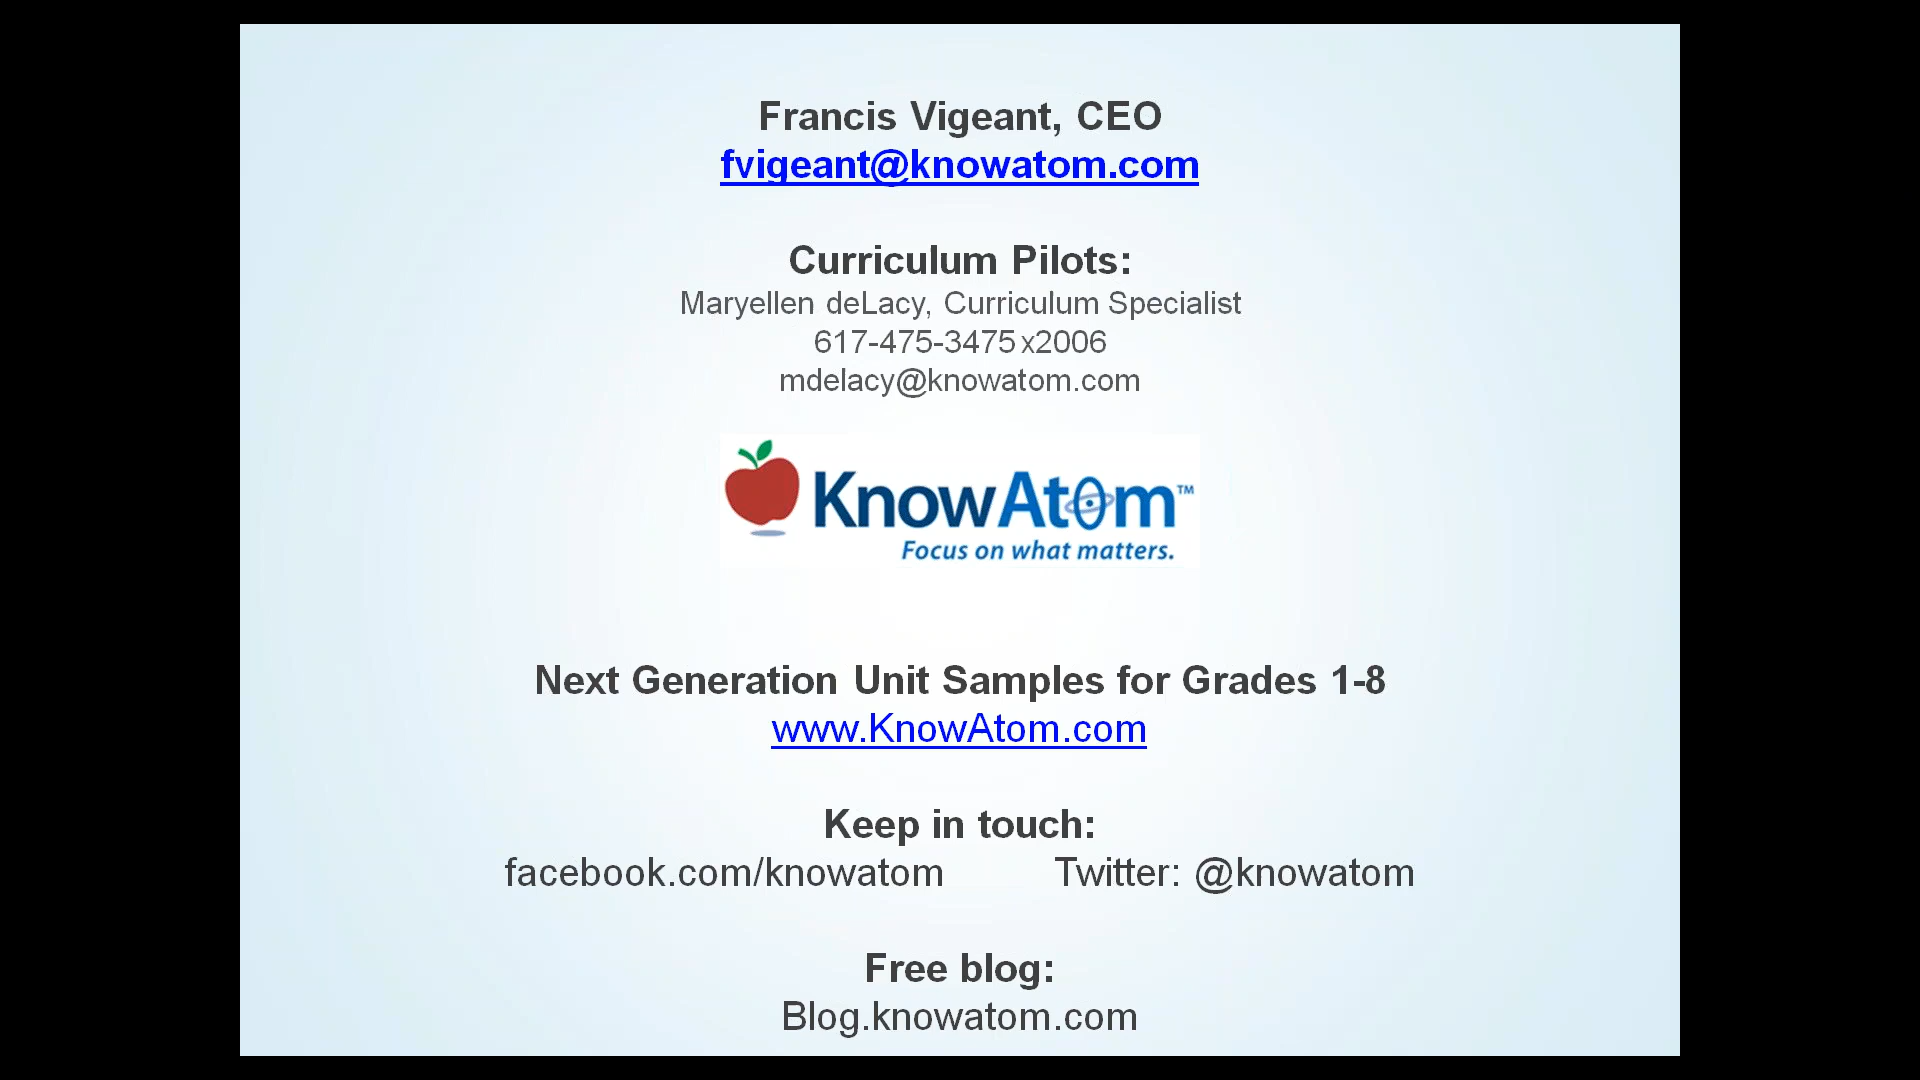 Francis Vigeant, CEO
fvigeant@knowatom.com
Curriculum Pilots:
Maryellen deLacy, Curriculum Specialist
617-475-3475 x2006
mdelacy@knowatom.com
KnowAtom™
Focus on what matters.
Next Generation Unit Samples for Grades 1-8
www.KnowAtom.com
Keep in touch:
facebook.com/knowatom Twitter: @knowatom
Free blog:
Blog.knowatom.com